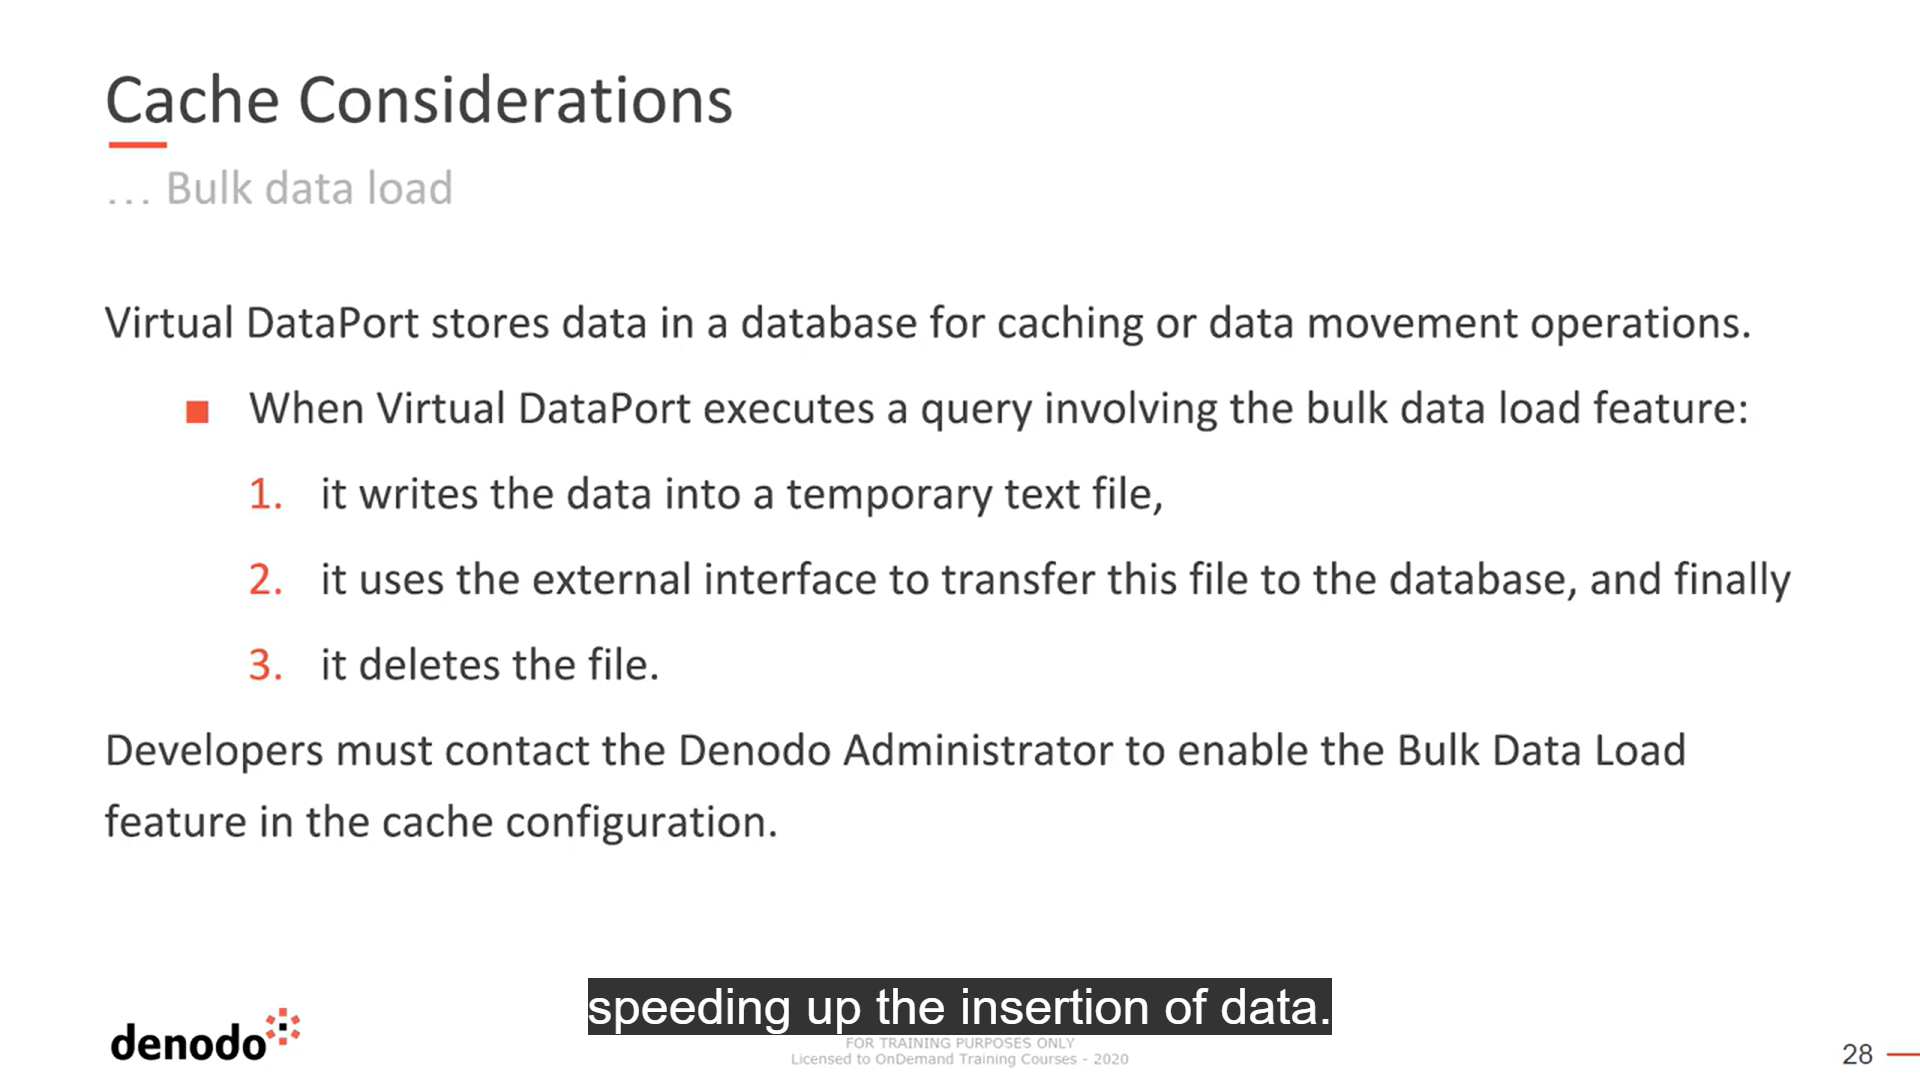 Cache Considerations
... Bulk data load
Virtual DataPort stores data in a database for caching or data movement operations.
■ When Virtual DataPort executes a query involving the bulk data load feature:
1. it writes the data into a temporary text file,
2. it uses the external interface to transfer this file to the database, and finally
3. it deletes the file.
Developers must contact the Denodo Administrator to enable the Bulk Data Load
feature in the cache configuration.
speeding up the insertion of data.
denodo
FOR TRAINING PURPOSES ONLY
Licensed to OnDemand Training Courses - 2020
28